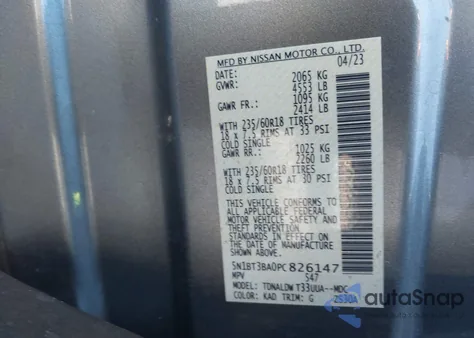 MFD BY NISSAN MOTOR CO., LTD.
DATE: 04/23
GVWR: 2065 KG
4553 LB
GAWR FR.: 1095 KG
2414 LB
WITH 235/60R18 TIRES
18 x 7.5 RIMS AT 33 PSI
COLD SINGLE
GAWR RR.: 1025 KG
2260 LB
WITH 235/60R18 TIRES
18 x 7.5 RIMS AT 30 PSI
COLD SINGLE
THIS VEHICLE CONFORMS TO
ALL APPLICABLE FEDERAL
MOTOR VEHICLE SAFETY
STANDARDS IN EFFECT ON
THE DATE OF MANUFACTURE
SHOWN ABOVE.
5N1BT3BA0PC826147
MPV S47
MODEL: TDNALDW T33UUA--MDC
COLOR: KAD TRIM: G ZS30A
autaSnap